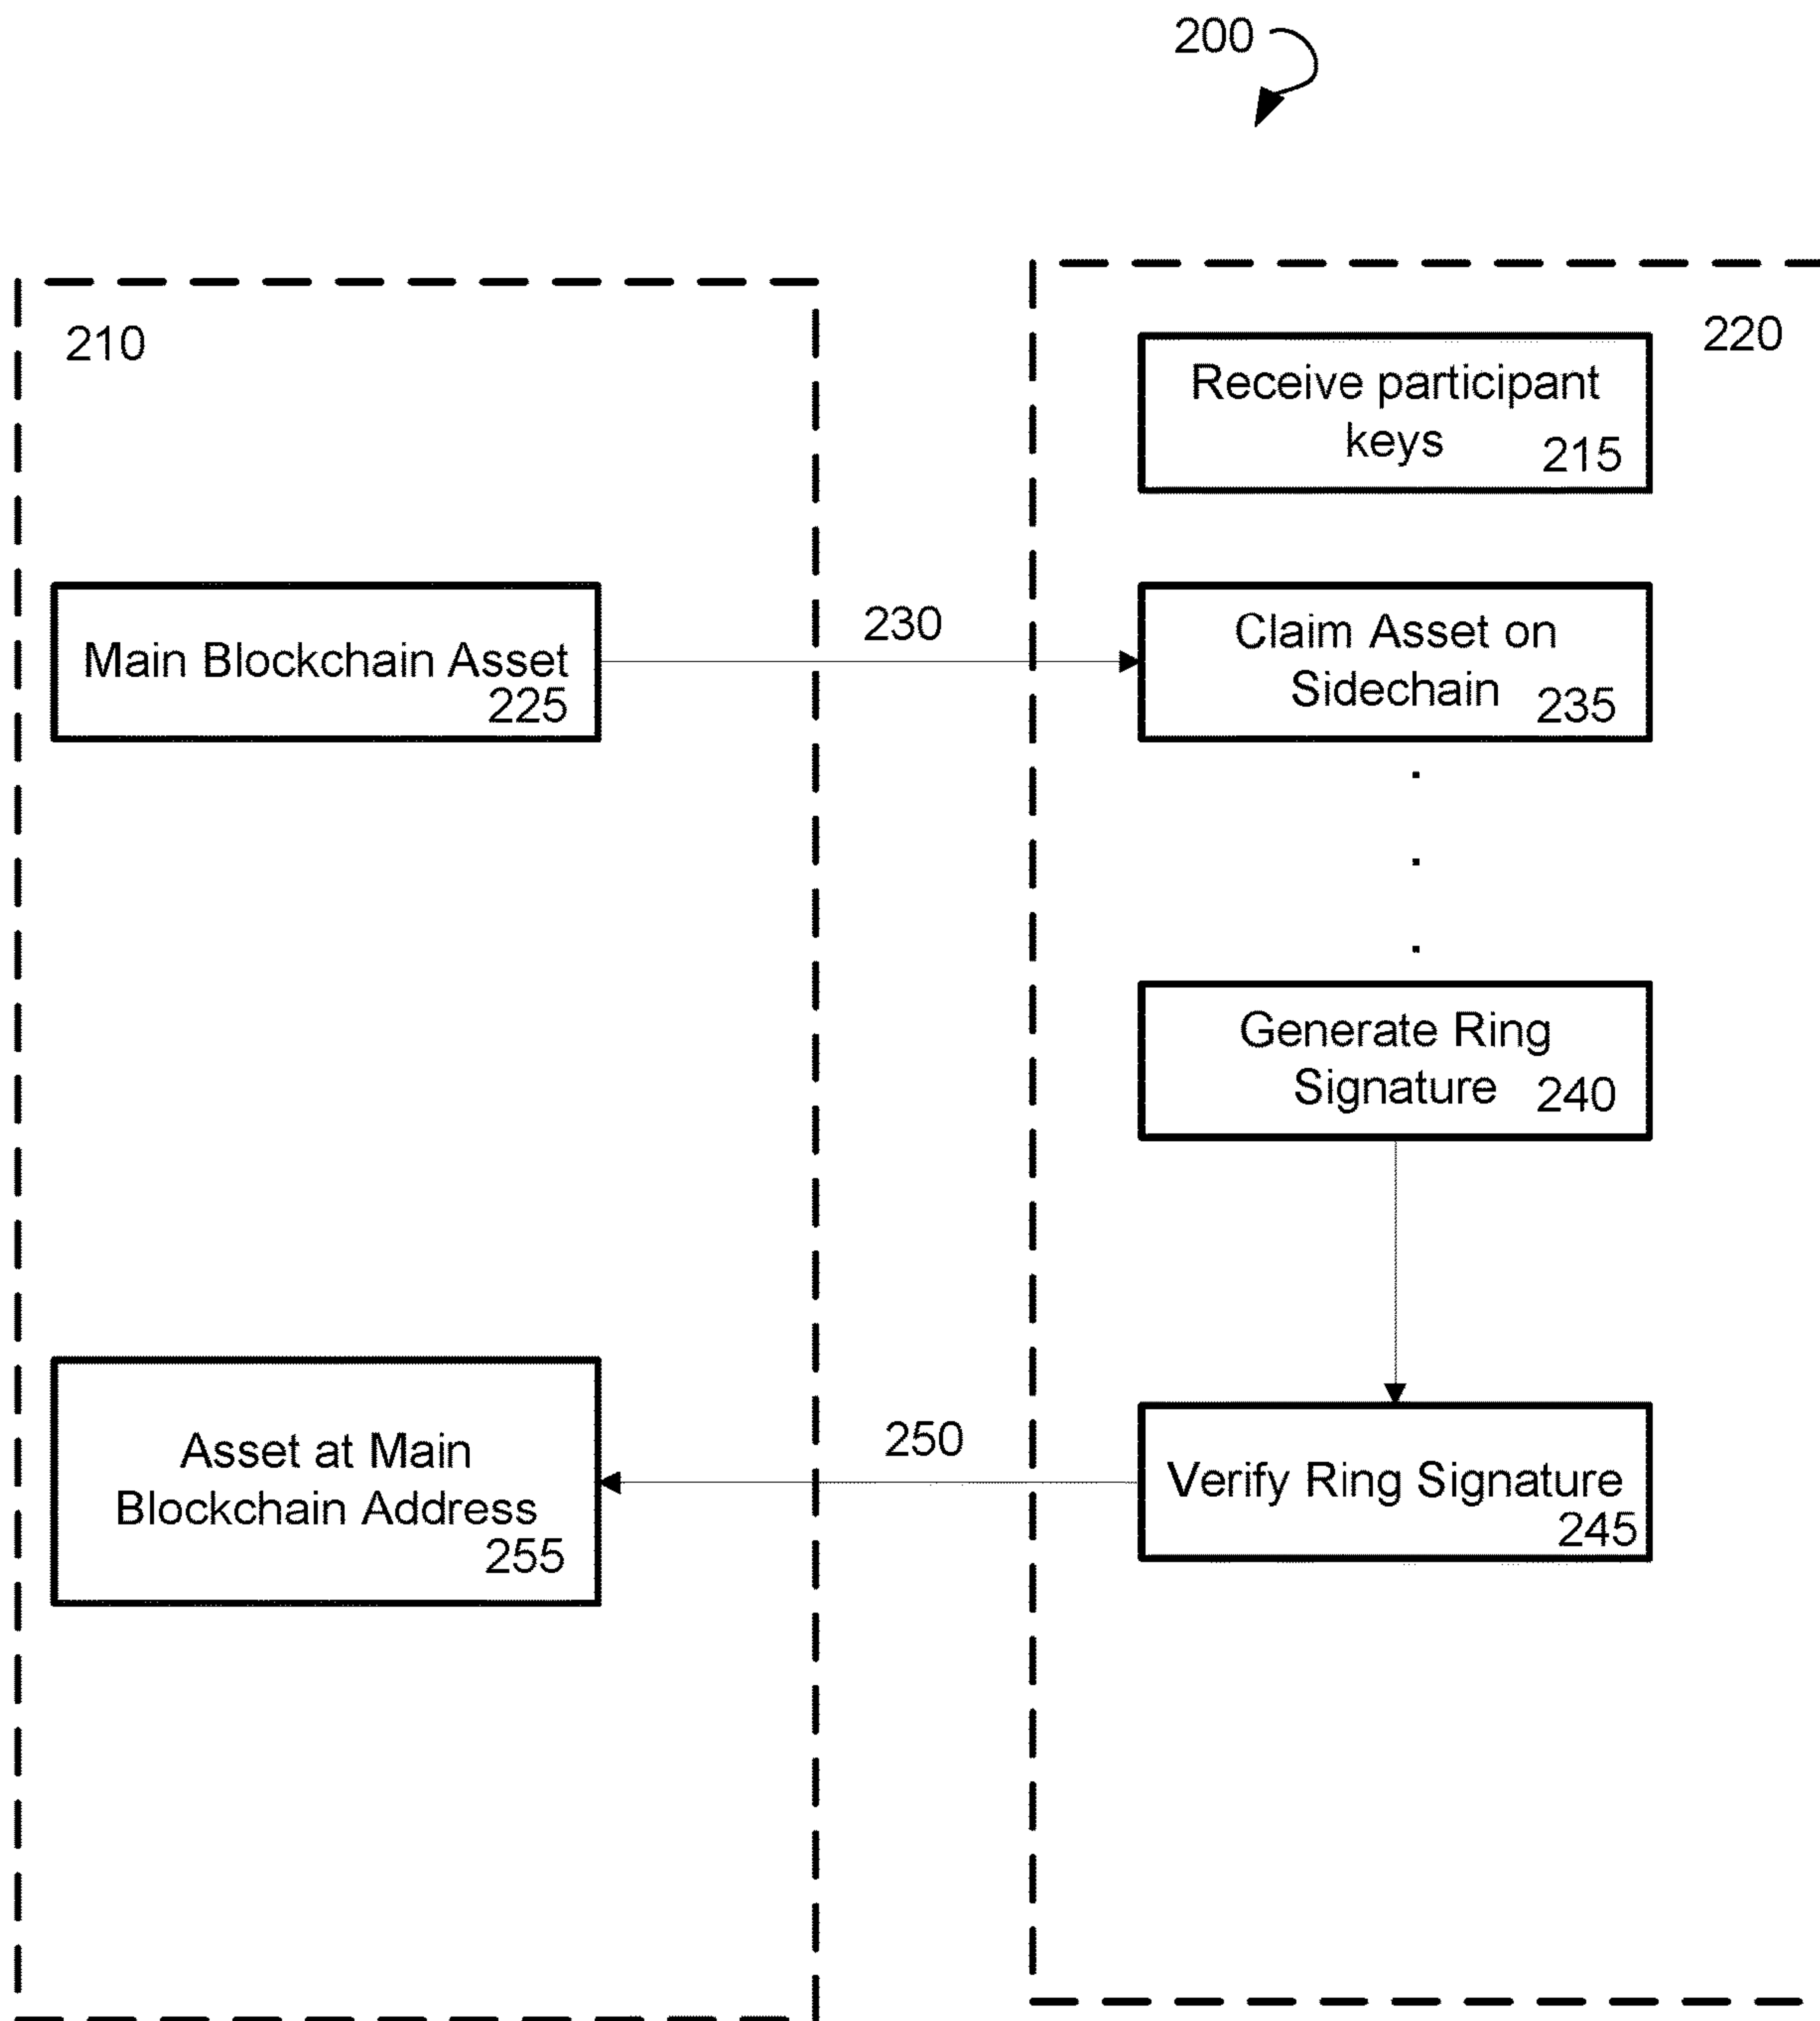 200
210
220
Receive participant
keys 215
Main Blockchain Asset
225
230
Claim Asset on
Sidechain 235
.
.
.
Generate Ring
Signature 240
Asset at Main
Blockchain Address
255
250
Verify Ring Signature
245